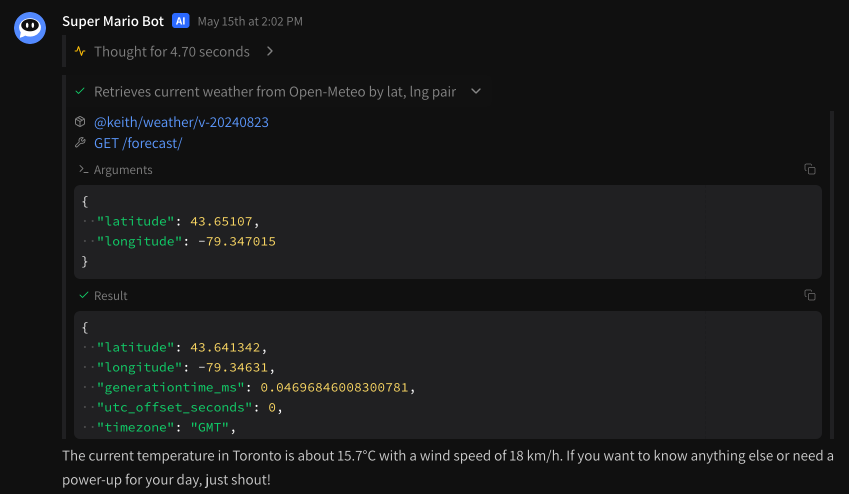 Super Mario Bot AI May 15th at 2:02 PM
Thought for 4.70 seconds
Retrieves current weather from Open-Meteo by lat, lng pair
@keith/weather/v-20240823
GET /forecast/
Arguments
{
··"latitude": 43.65107,
··"longitude": -79.347015
}
Result
{
··"latitude": 43.641342,
··"longitude": -79.34631,
··"generationtime_ms": 0.04696846008300781,
··"utc_offset_seconds": 0,
··"timezone": "GMT",
The current temperature in Toronto is about 15.7°C with a wind speed of 18 km/h. If you want to know anything else or need a
power-up for your day, just shout!